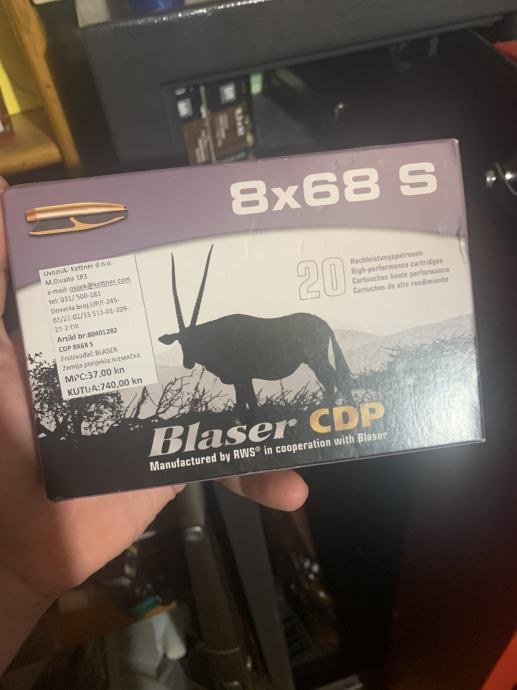 8x68 S
20
Hochleistungspatronen
High-performance cartridges
Cartouches haute performance
Cartuchos de alto rendimiento
Uvoznik: Kettner d.o.o.
M.Divalta 183
e-mail: osijek@kettner.com
tel: 031/ 500-181
Dozvola broj UP/I-245-
02/22-02/33 511-01-209-
22-2 DR
Artikl br:80401282
CDP 8X68 S
Proizvođač:BLASER
Zemlja porijekla:NJEMAČKA
MPC:37,00 kn
KUTIJA:740,00 kn
Blaser CDP
Manufactured by RWS® in cooperation with Blaser